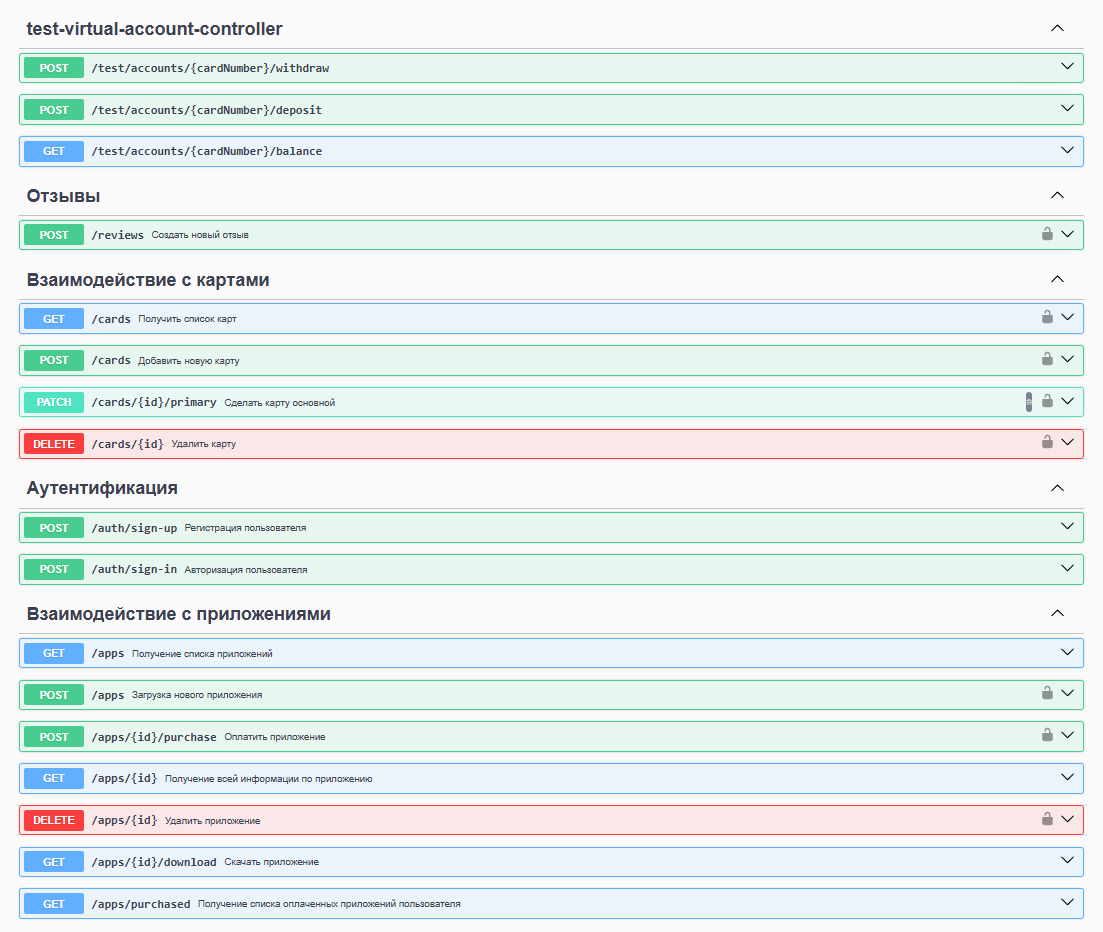 test-virtual-account-controller
POST /test/accounts/{cardNumber}/withdraw
POST /test/accounts/{cardNumber}/deposit
GET /test/accounts/{cardNumber}/balance
Отзывы
POST /reviews Создать новый отзыв
Взаимодействие с картами
GET /cards Получить список карт
POST /cards Добавить новую карту
PATCH /cards/{id}/primary Сделать карту основной
DELETE /cards/{id} Удалить карту
Аутентификация
POST /auth/sign-up Регистрация пользователя
POST /auth/sign-in Авторизация пользователя
Взаимодействие с приложениями
GET /apps Получение списка приложений
POST /apps Загрузка нового приложения
POST /apps/{id}/purchase Оплатить приложение
GET /apps/{id} Получение всей информации по приложению
DELETE /apps/{id} Удалить приложение
GET /apps/{id}/download Скачать приложение
GET /apps/purchased Получение списка оплаченных приложений пользователя